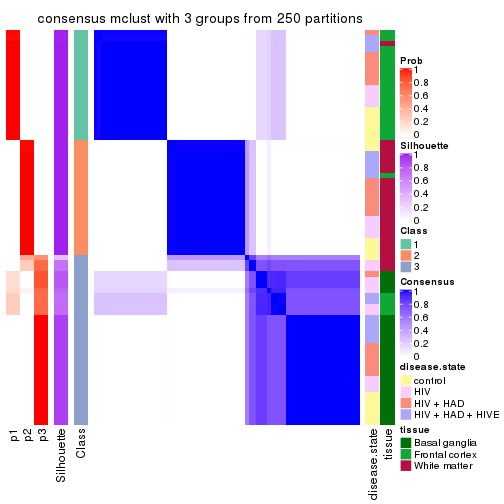 consensus mclust with 3 groups from 250 partitions
p1
p2
p3
Silhouette
Class
disease.state
tissue
Prob
1
0.8
0.6
0.4
0.2
0
Silhouette
1
0.8
0.6
0.4
0.2
0
Class
1
2
3
Consensus
1
0.8
0.6
0.4
0.2
0
disease.state
control
HIV
HIV + HAD
HIV + HAD + HIVE
tissue
Basal ganglia
Frontal cortex
White matter